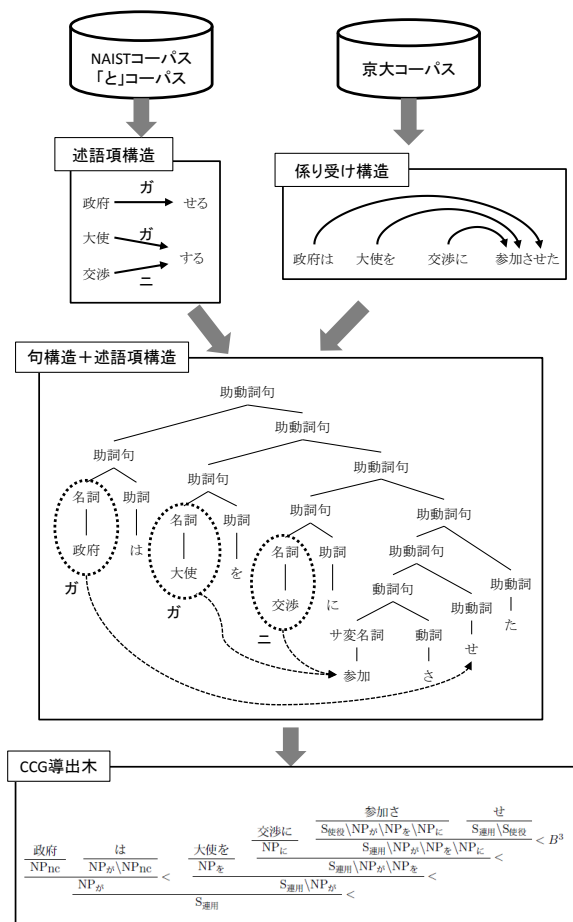 NAISTコーパス
「と」コーパス
京大コーパス
述語項構造
ガ
政府 せる
大使 ガ
する
交渉
ニ
係り受け構造
政府は 大使を 交渉に 参加させた
句構造+述語項構造
助動詞句
助動詞句
助詞句 助動詞句
名詞 助詞 助詞句 助詞句 助動詞句
政府 は 名詞 助詞 名詞 助詞 助動詞句 助動詞
大使 を 交渉 に 動詞句 助動詞 た
ガ ガ ニ サ変名詞 動詞 せ
参加 さ
CCG導出木
参加さ せ
交渉に S使役\NPが\NPを\NPに S運用\S使役 < B³
政府 は 大使を NPに S運用\NPが\NPを\NPに <
NPnc NPが\NPnc < NPを S運用\NPが\NPを <
NPが S運用\NPが <
S運用